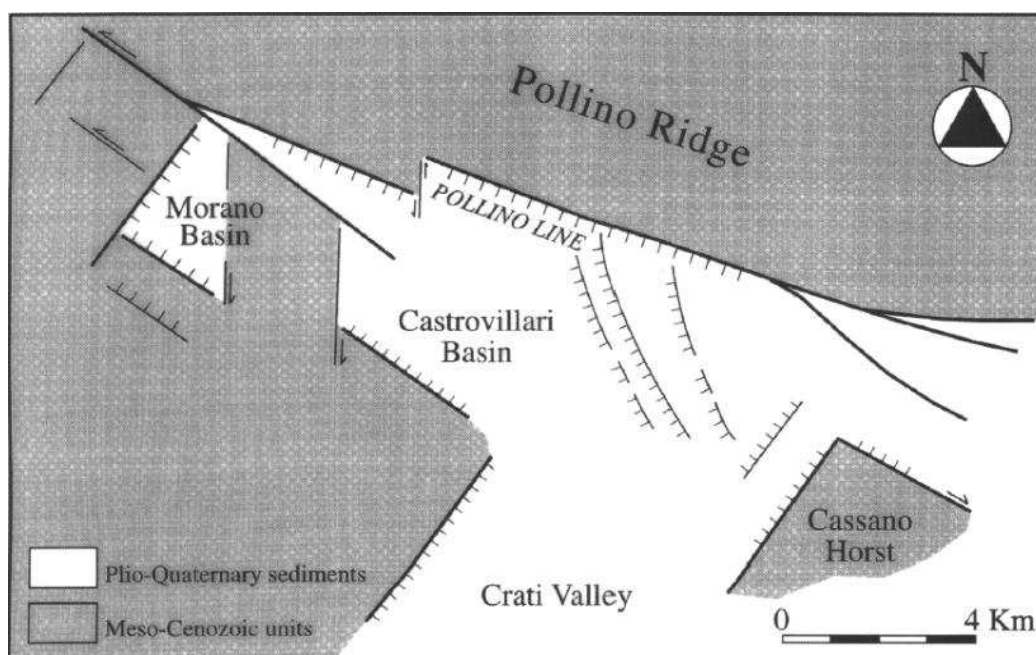 N
Pollino Ridge
POLLINO LINE
Morano
Basin
Castrovillari
Basin
Cassano
Horst
Crati Valley
Plio-Quaternary sediments
Meso-Cenozoic units
0 4 Km